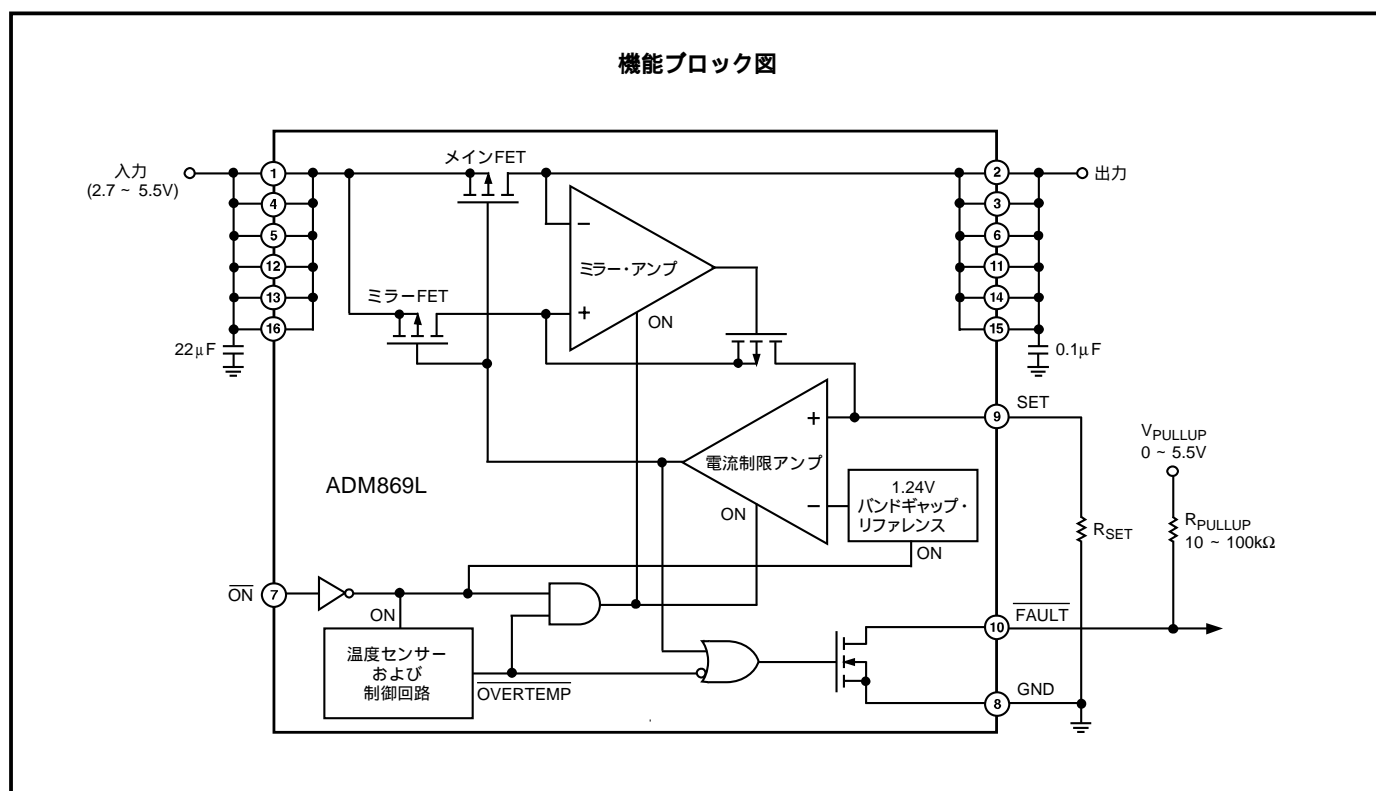 機能ブロック図
入力
(2.7 ~ 5.5V)
1
4
5
12
13
16
22μF
メインFET
ミラーFET
ミラー・アンプ
−
+
ON
2
3
6
11
14
15
出力
0.1μF
電流制限アンプ
+
−
ON
1.24V
バンドギャップ・
リファレンス
ON
9
SET
RSET
VPULLUP
0 ~ 5.5V
RPULLUP
10 ~ 100kΩ
ADM869L
ON
7
ON
温度センサー
および
制御回路
OVERTEMP
10
FAULT
8
GND